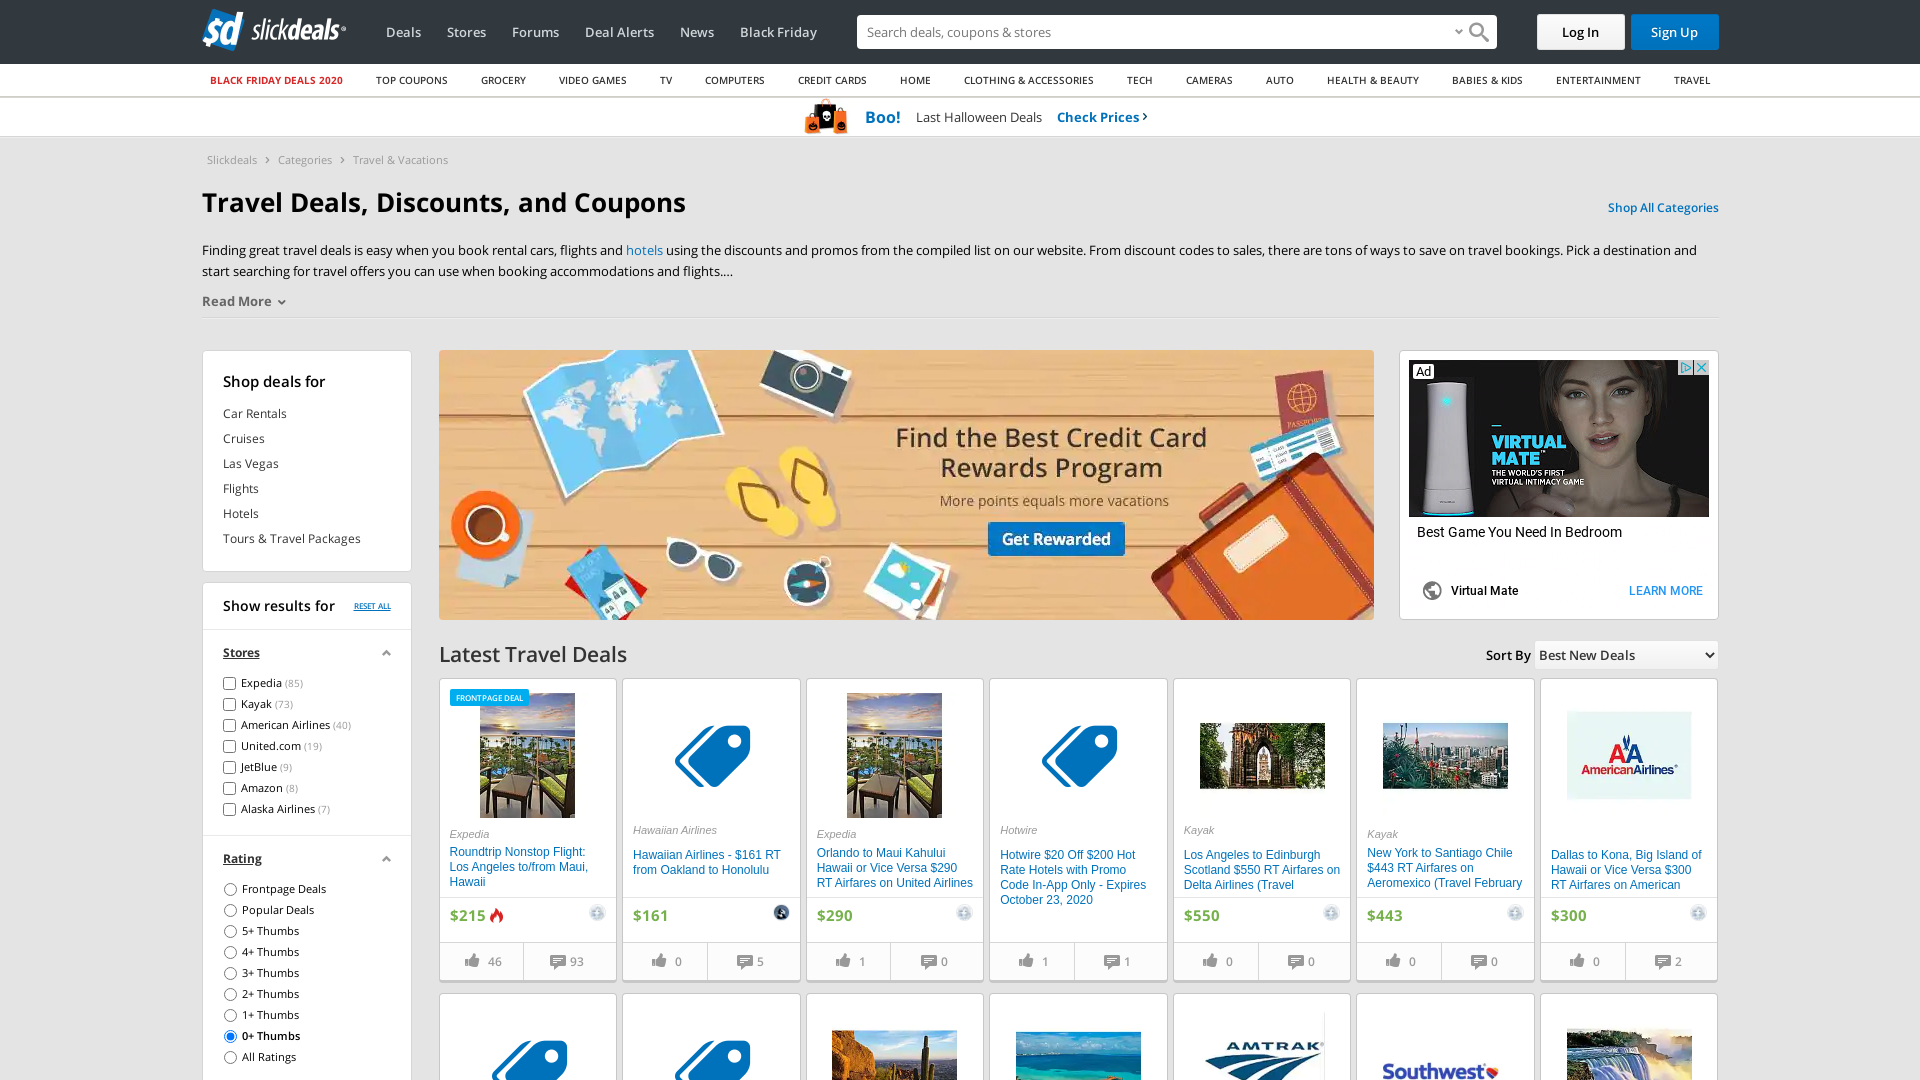 slickdeals
Deals
Stores
Forums
Deal Alerts
News
Black Friday
Search deals, coupons & stores
Log In
Sign Up
BLACK FRIDAY DEALS 2020
TOP COUPONS
GROCERY
VIDEO GAMES
TV
COMPUTERS
CREDIT CARDS
HOME
CLOTHING & ACCESSORIES
TECH
CAMERAS
AUTO
HEALTH & BEAUTY
BABIES & KIDS
ENTERTAINMENT
TRAVEL
Boo! Last Halloween Deals Check Prices
Slickdeals > Categories > Travel & Vacations
Travel Deals, Discounts, and Coupons
Shop All Categories
Finding great travel deals is easy when you book rental cars, flights and hotels using the discounts and promos from the compiled list on our website. From discount codes to sales, there are tons of ways to save on travel bookings. Pick a destination and
start searching for travel offers you can use when booking accommodations and flights....
Read More
Shop deals for
Car Rentals
Cruises
Las Vegas
Flights
Hotels
Tours & Travel Packages
Show results for
RESET ALL
Stores
Expedia (85)
Kayak (73)
American Airlines (40)
United.com (19)
JetBlue (9)
Amazon (8)
Alaska Airlines (7)
Rating
Frontpage Deals
Popular Deals
5+ Thumbs
4+ Thumbs
3+ Thumbs
2+ Thumbs
1+ Thumbs
0+ Thumbs
All Ratings
PASSPORT
Find the Best Credit Card
Rewards Program
More points equals more vacations
Get Rewarded
Ad
VIRTUAL
MATE™
THE WORLD'S FIRST
VIRTUAL INTIMACY GAME
Best Game You Need In Bedroom
Virtual Mate
LEARN MORE
Latest Travel Deals
Sort By
Best New Deals
FRONTPAGE DEAL
Expedia
Roundtrip Nonstop Flight:
Los Angeles to/from Maui,
Hawaii
$215
46
93
Hawaiian Airlines
Hawaiian Airlines - $161 RT
from Oakland to Honolulu
$161
0
5
Expedia
Orlando to Maui Kahului
Hawaii or Vice Versa $290
RT Airfares on United Airlines
$290
1
0
Hotwire
Hotwire $20 Off $200 Hot
Rate Hotels with Promo
Code In-App Only - Expires
October 23, 2020
1
1
Kayak
Los Angeles to Edinburgh
Scotland $550 RT Airfares on
Delta Airlines (Travel
$550
0
0
Kayak
New York to Santiago Chile
$443 RT Airfares on
Aeromexico (Travel February
$443
0
0
AA
AmericanAirlines
Dallas to Kona, Big Island of
Hawaii or Vice Versa $300
RT Airfares on American
$300
0
2
AMTRAK
Southwest